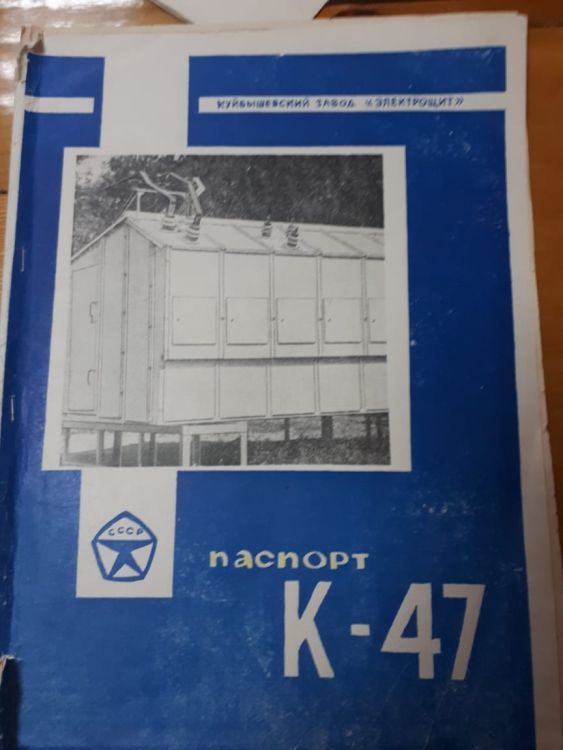 КУЙБЫШЕВСКИЙ ЗАВОД «ЭЛЕКТРОЩИТ»
СССР
паспорт
К-47